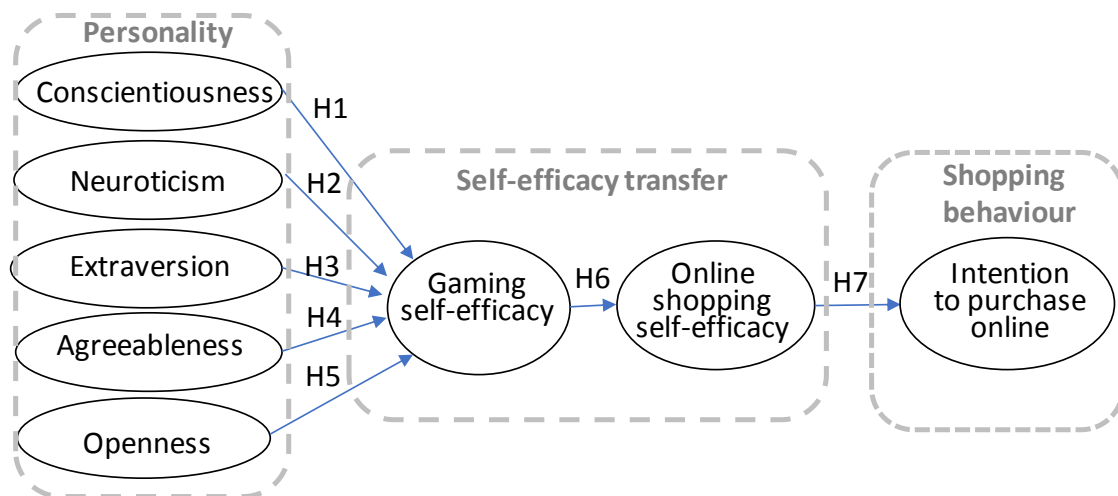 Personality
Conscientiousness
Neuroticism
Extraversion
Agreeableness
Openness
H1
H2
H3
H4
H5
Self-efficacy transfer
Gaming
self-efficacy
H6
Online
shopping
self-efficacy
H7
Shopping
behaviour
Intention
to purchase
online